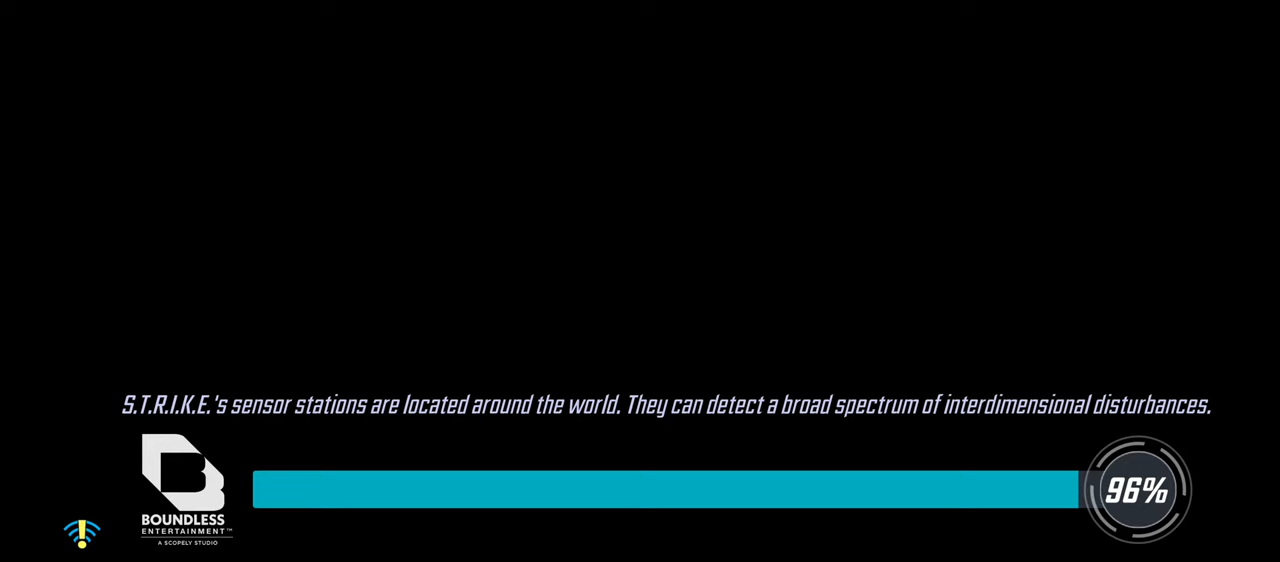 S.T.R.I.K.E.'s sensor stations are located around the world. They can detect a broad spectrum of interdimensional disturbances.
96%
BOUNDLESS
ENTERTAINMENT™
A SCOPELY STUDIO